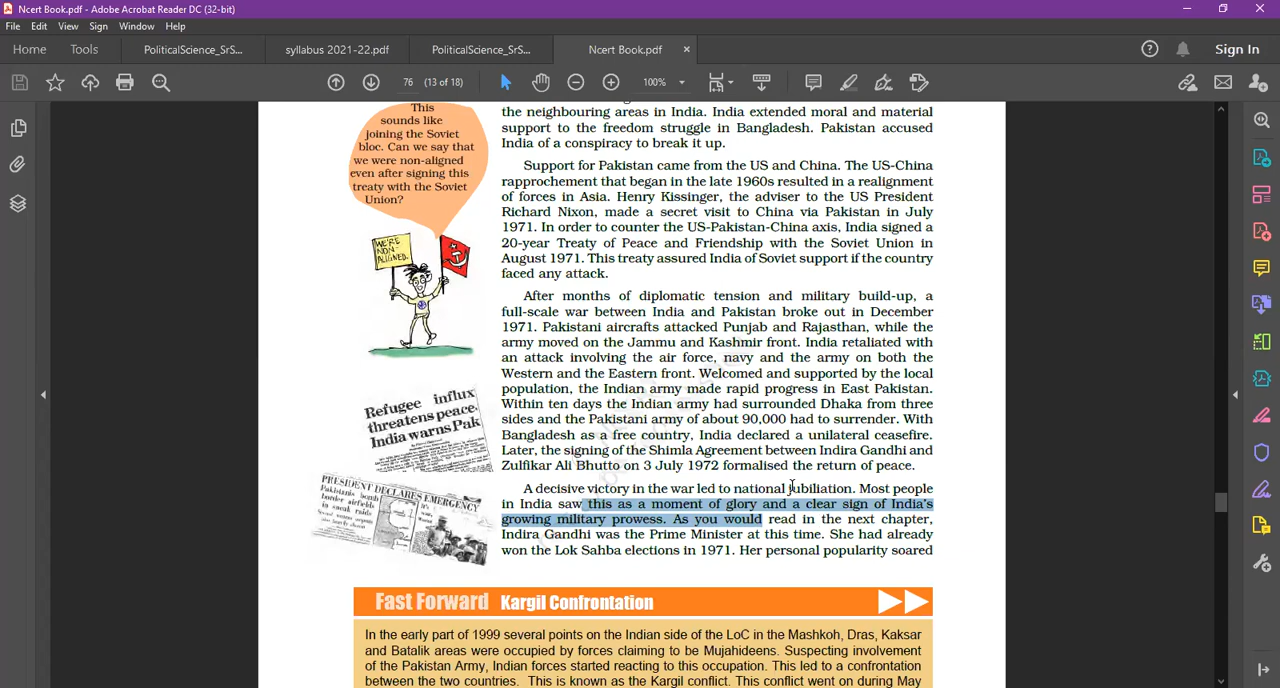 Ncert Book.pdf - Adobe Acrobat Reader DC (32-bit)
File Edit View Sign Window Help
Home Tools PoliticalScience_SrS... syllabus 2021-22.pdf PoliticalScience_SrS... Ncert Book.pdf × Sign In
76 (13 of 18) 100%
This
sounds like
joining the Soviet
bloc. Can we say that
we were non-aligned
even after signing this
treaty with the Soviet
Union?
WE'RE
NON-
ALIGNED.
Refugee influx
threatens peace,
India warns Pak
PRESIDENT DECLARES EMERGENCY
Pakistanis bomb
border airfields
in sneak raids
the neighbouring areas in India. India extended moral and material
support to the freedom struggle in Bangladesh. Pakistan accused
India of a conspiracy to break it up.
Support for Pakistan came from the US and China. The US-China
rapprochement that began in the late 1960s resulted in a realignment
of forces in Asia. Henry Kissinger, the adviser to the US President
Richard Nixon, made a secret visit to China via Pakistan in July
1971. In order to counter the US-Pakistan-China axis, India signed a
20-year Treaty of Peace and Friendship with the Soviet Union in
August 1971. This treaty assured India of Soviet support if the country
faced any attack.
After months of diplomatic tension and military build-up, a
full-scale war between India and Pakistan broke out in December
1971. Pakistani aircrafts attacked Punjab and Rajasthan, while the
army moved on the Jammu and Kashmir front. India retaliated with
an attack involving the air force, navy and the army on both the
Western and the Eastern front. Welcomed and supported by the local
population, the Indian army made rapid progress in East Pakistan.
Within ten days the Indian army had surrounded Dhaka from three
sides and the Pakistani army of about 90,000 had to surrender. With
Bangladesh as a free country, India declared a unilateral ceasefire.
Later, the signing of the Shimla Agreement between Indira Gandhi and
Zulfikar Ali Bhutto on 3 July 1972 formalised the return of peace.
A decisive victory in the war led to national jubiliation. Most people
in India saw this as a moment of glory and a clear sign of India's
growing military prowess. As you would read in the next chapter,
Indira Gandhi was the Prime Minister at this time. She had already
won the Lok Sahba elections in 1971. Her personal popularity soared
Fast Forward Kargil Confrontation
In the early part of 1999 several points on the Indian side of the LoC in the Mashkoh, Dras, Kaksar
and Batalik areas were occupied by forces claiming to be Mujahideens. Suspecting involvement
of the Pakistan Army, Indian forces started reacting to this occupation. This led to a confrontation
between the two countries. This is known as the Kargil conflict. This conflict went on during May